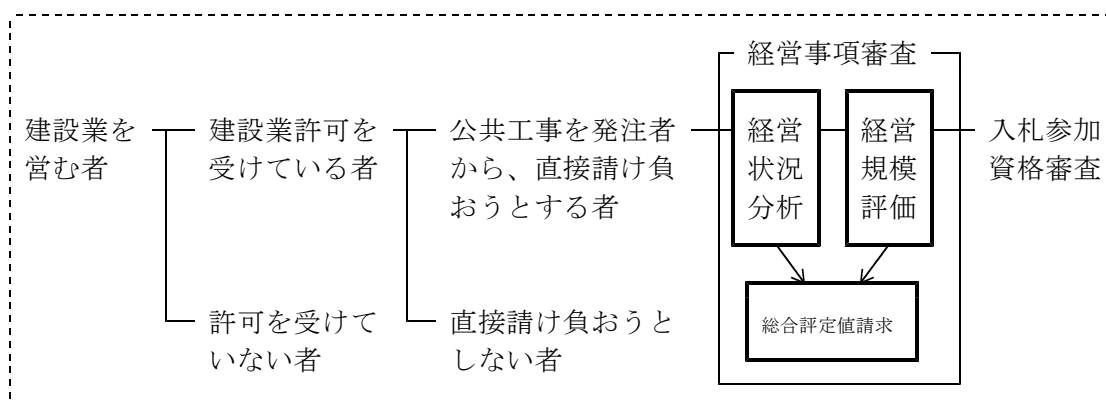 経営事項審査
建設業を
営む者
建設業許可を
受けている者
公共工事を発注者
から、直接請け負
おうとする者
経営
状況
分析
経営
規模
評価
入札参加
資格審査
許可を受けて
いない者
直接請け負おうと
しない者
総合評定値請求